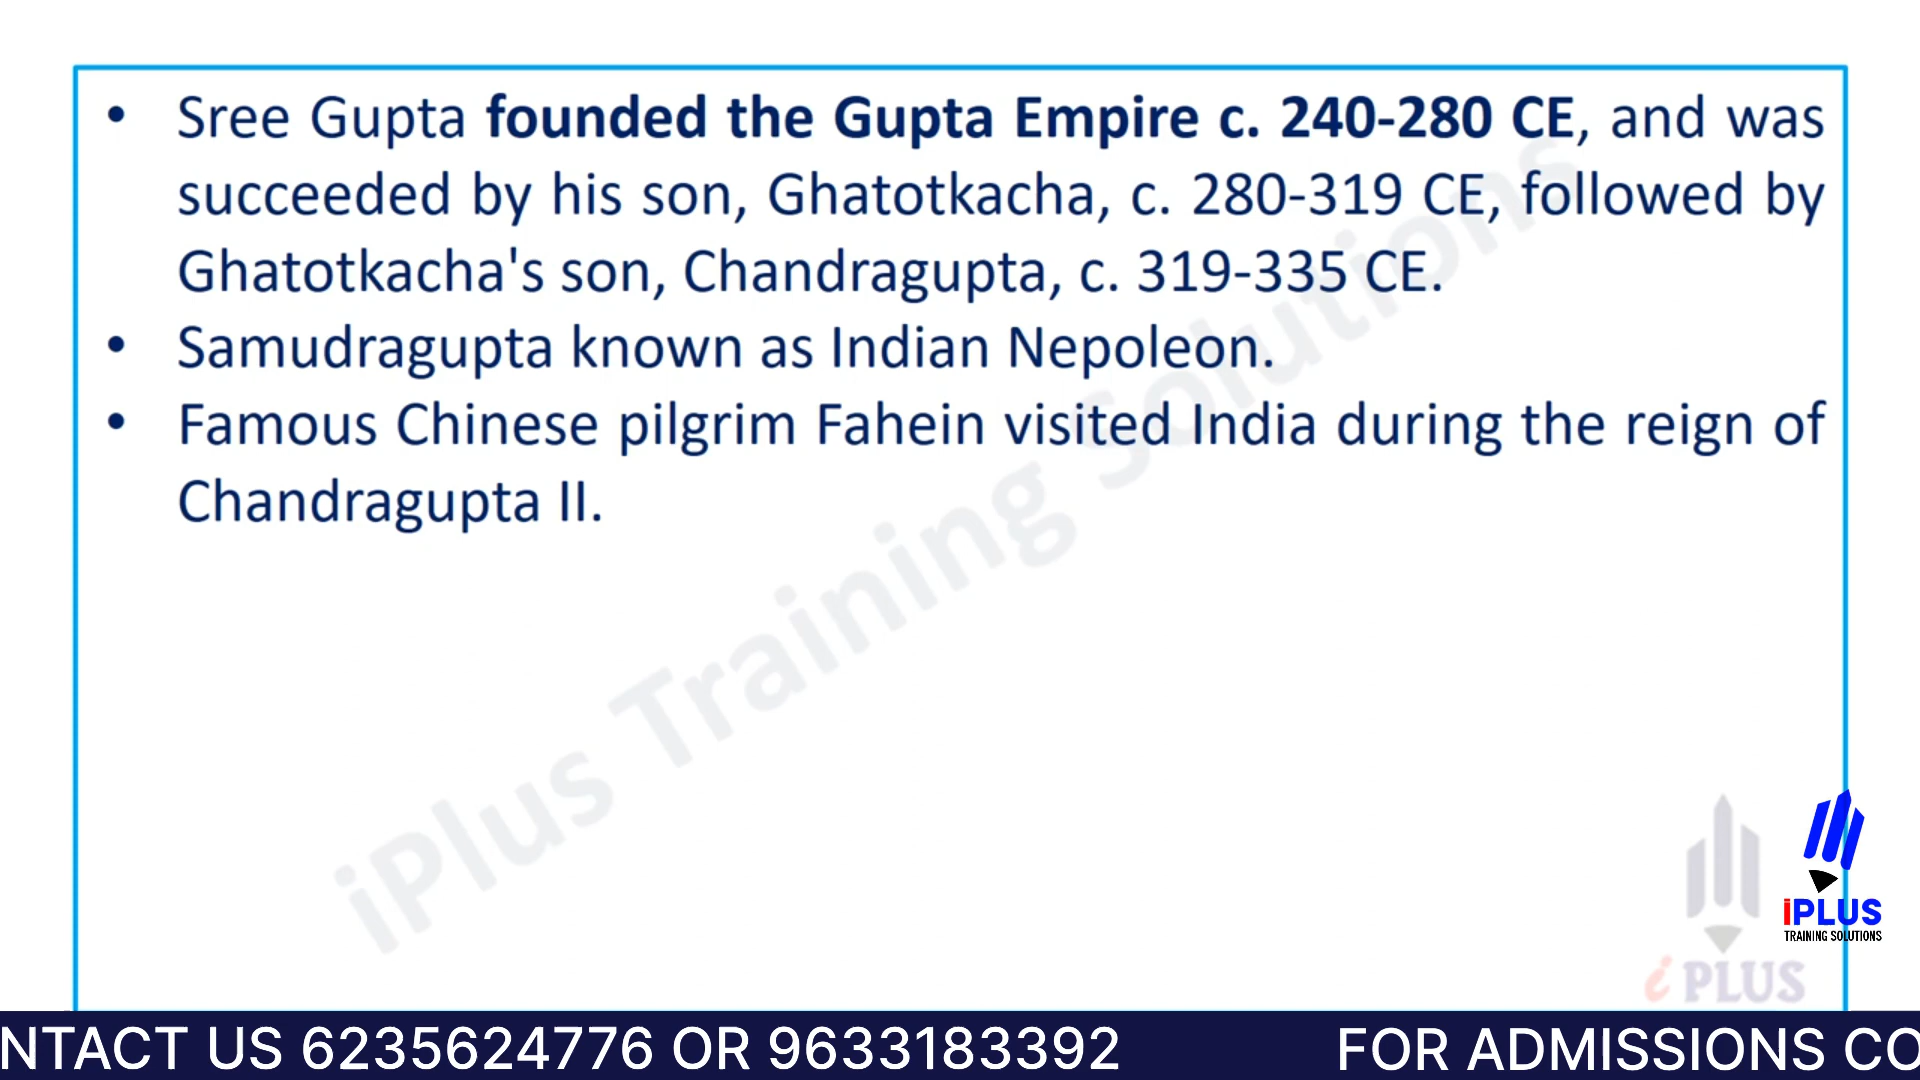 • Sree Gupta founded the Gupta Empire c. 240-280 CE, and was
succeeded by his son, Ghatotkacha, c. 280-319 CE, followed by
Ghatotkacha's son, Chandragupta, c. 319-335 CE.
• Samudragupta known as Indian Nepoleon.
• Famous Chinese pilgrim Fahein visited India during the reign of
Chandragupta II.
iPlus Training Solutions
iPLUS
TRAINING SOLUTIONS
i PLUS
NTACT US 6235624776 OR 9633183392 FOR ADMISSIONS CO